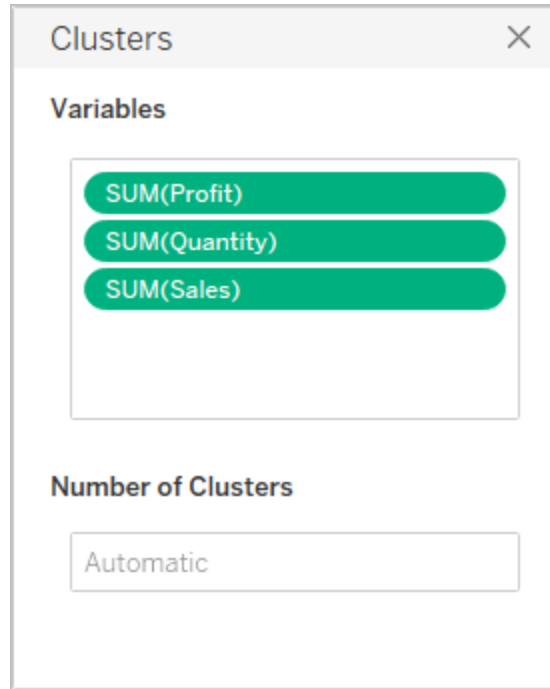 Clusters
Variables
SUM(Profit)
SUM(Quantity)
SUM(Sales)
Number of Clusters
Automatic